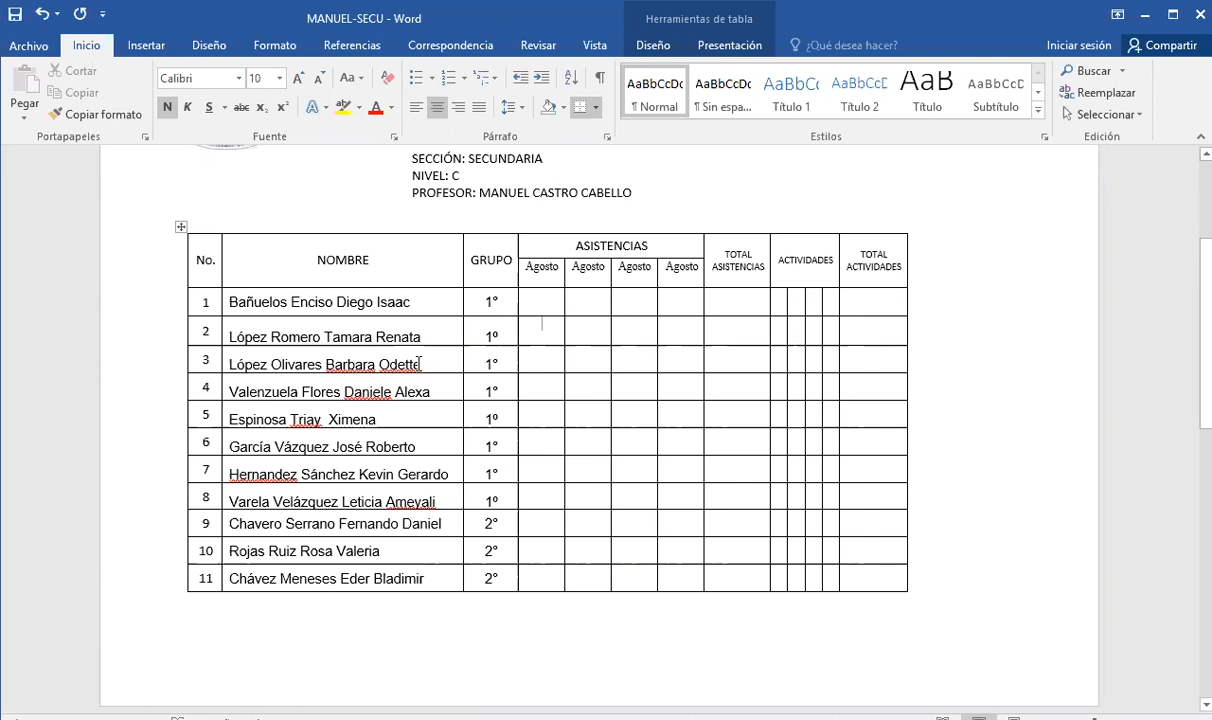 MANUEL-SECU - Word
Herramientas de tabla
Archivo Inicio Insertar Diseño Formato Referencias Correspondencia Revisar Vista Diseño Presentación ¿Qué desea hacer? Iniciar sesión Compartir
Pegar
Cortar
Copiar
Copiar formato
Portapapeles
Calibri 10
N K S abc x₂ x²
Fuente
Párrafo
AaBbCcDc AaBbCcDc AaBbC AaBbCcD AaB AaBbCcD
¶ Normal ¶ Sin espa... Título 1 Título 2 Título Subtítulo
Estilos
Buscar
Reemplazar
Seleccionar
Edición
SECCIÓN: SECUNDARIA
NIVEL: C
PROFESOR: MANUEL CASTRO CABELLO
No. NOMBRE GRUPO ASISTENCIAS TOTAL ASISTENCIAS ACTIVIDADES TOTAL ACTIVIDADES
Agosto Agosto Agosto Agosto
1 Bañuelos Enciso Diego Isaac 1°
2 López Romero Tamara Renata 1º
3 López Olivares Barbara Odette 1°
4 Valenzuela Flores Daniele Alexa 1°
5 Espinosa Triay Ximena 1º
6 García Vázquez José Roberto 1°
7 Hernandez Sánchez Kevin Gerardo 1°
8 Varela Velázquez Leticia Ameyali 1º
9 Chavero Serrano Fernando Daniel 2°
10 Rojas Ruiz Rosa Valeria 2°
11 Chávez Meneses Eder Bladimir 2°